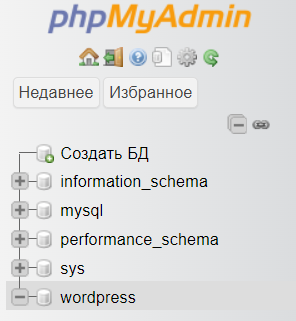 phpMyAdmin
Недавнее Избранное
Создать БД
information_schema
mysql
performance_schema
sys
wordpress